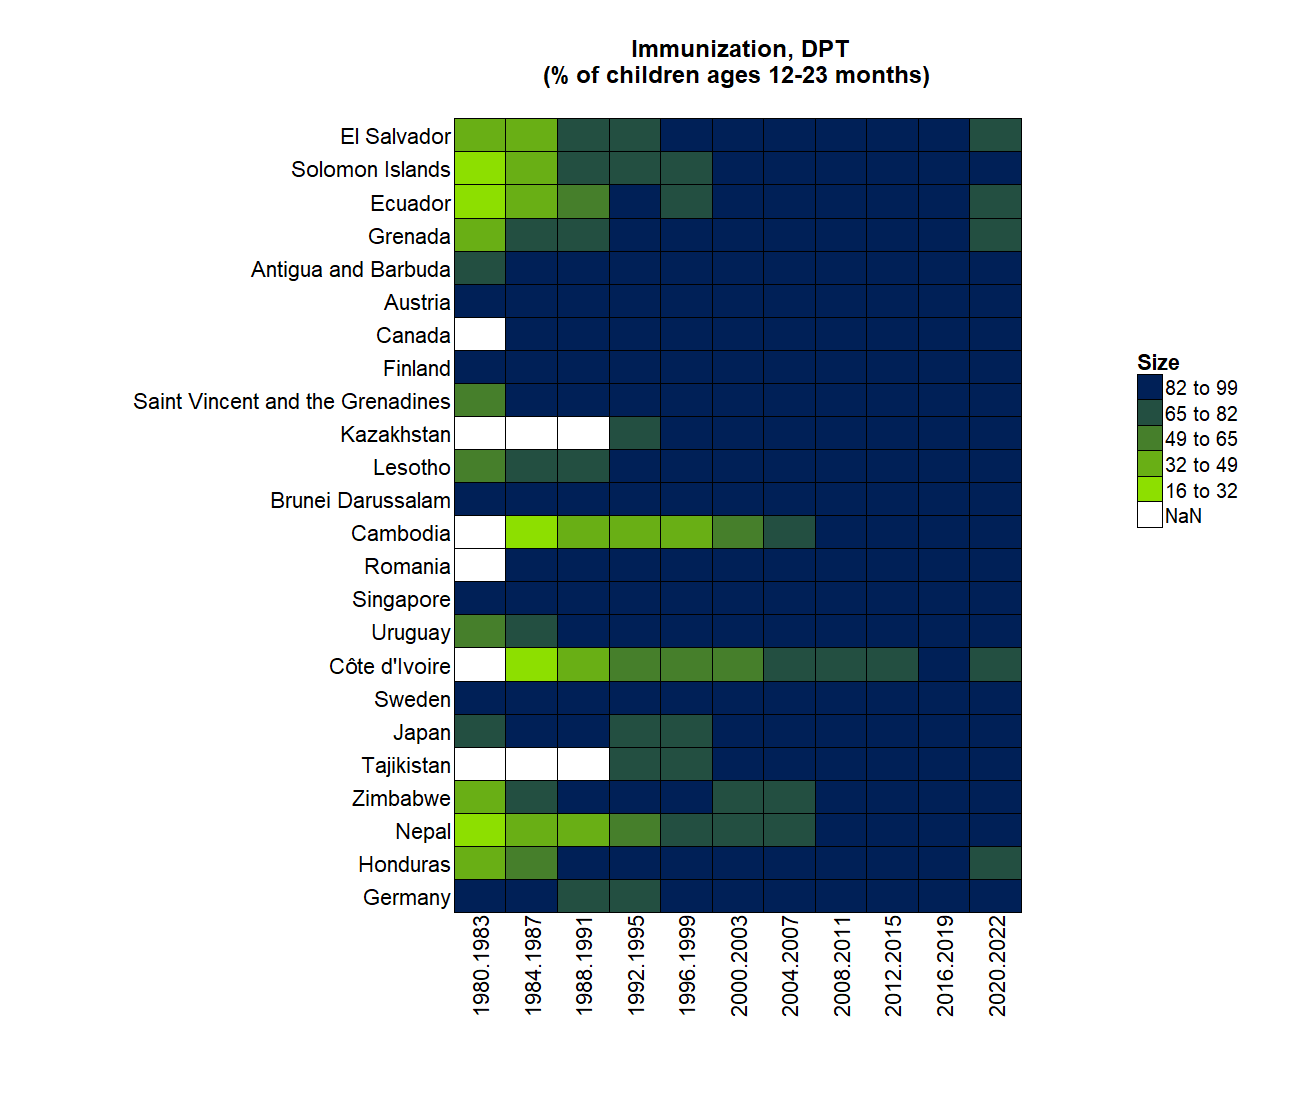 Immunization, DPT
(% of children ages 12-23 months)
El Salvador
Solomon Islands
Ecuador
Grenada
Antigua and Barbuda
Austria
Canada
Finland
Saint Vincent and the Grenadines
Kazakhstan
Lesotho
Brunei Darussalam
Cambodia
Romania
Singapore
Uruguay
Côte d'Ivoire
Sweden
Japan
Tajikistan
Zimbabwe
Nepal
Honduras
Germany
1980.1983
1984.1987
1988.1991
1992.1995
1996.1999
2000.2003
2004.2007
2008.2011
2012.2015
2016.2019
2020.2022
Size
82 to 99
65 to 82
49 to 65
32 to 49
16 to 32
NaN